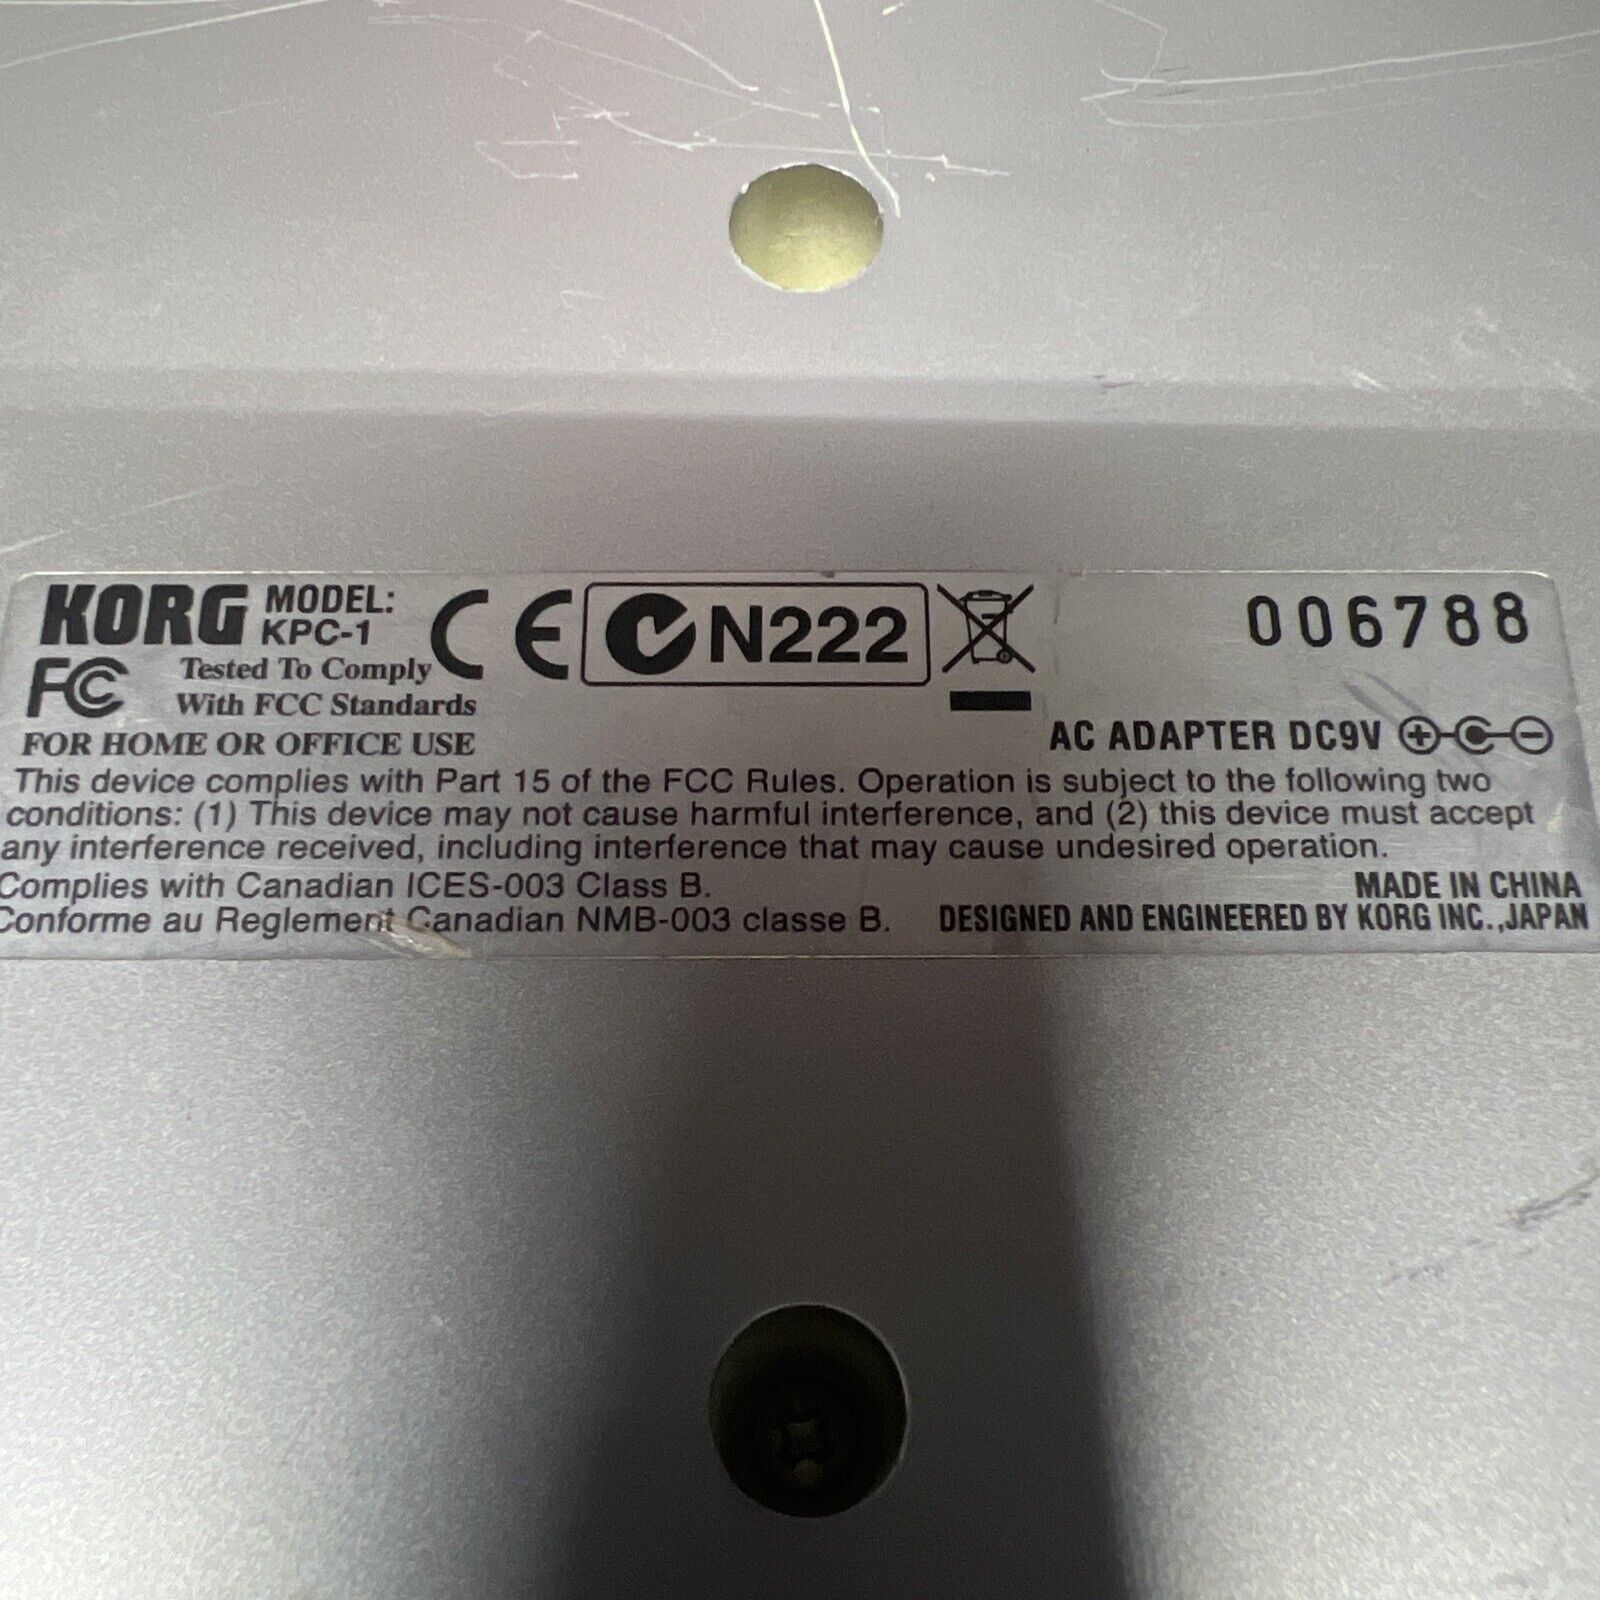 KORG MODEL: KPC-1
CE N222
006788
FC Tested To Comply
With FCC Standards
FOR HOME OR OFFICE USE
AC ADAPTER DC9V
This device complies with Part 15 of the FCC Rules. Operation is subject to the following two
conditions: (1) This device may not cause harmful interference, and (2) this device must accept
any interference received, including interference that may cause undesired operation.
Complies with Canadian ICES-003 Class B.
MADE IN CHINA
Conforme au Reglement Canadian NMB-003 classe B.
DESIGNED AND ENGINEERED BY KORG INC.,JAPAN